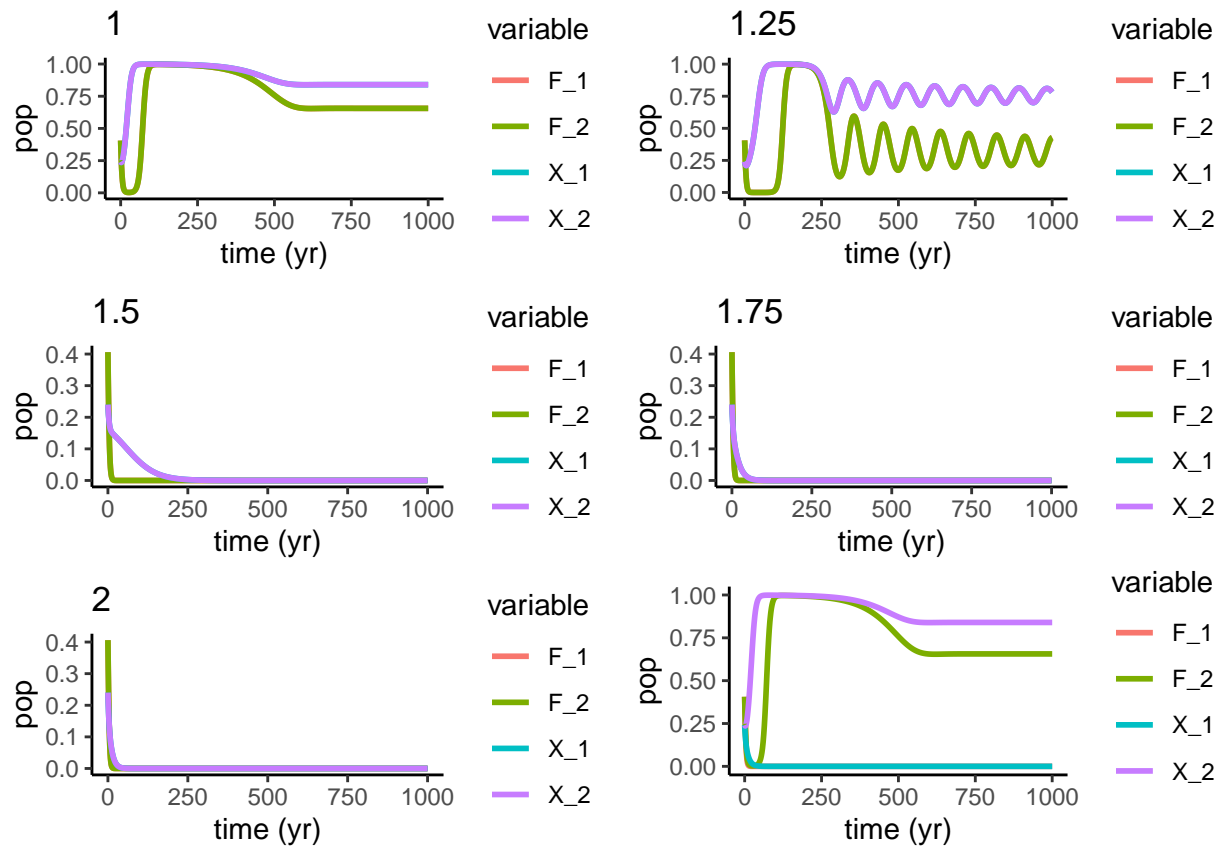 1
variable
pop
1.00
0.75
0.50
0.25
0.00
0 250 500 750 1000
time (yr)
F_1
F_2
X_1
X_2
1.25
variable
pop
1.00
0.75
0.50
0.25
0.00
0 250 500 750 1000
time (yr)
F_1
F_2
X_1
X_2
1.5
variable
pop
0.4
0.3
0.2
0.1
0.0
0 250 500 750 1000
time (yr)
F_1
F_2
X_1
X_2
1.75
variable
pop
0.4
0.3
0.2
0.1
0.0
0 250 500 750 1000
time (yr)
F_1
F_2
X_1
X_2
2
variable
pop
0.4
0.3
0.2
0.1
0.0
0 250 500 750 1000
time (yr)
F_1
F_2
X_1
X_2
variable
pop
1.00
0.75
0.50
0.25
0.00
0 250 500 750 1000
time (yr)
F_1
F_2
X_1
X_2